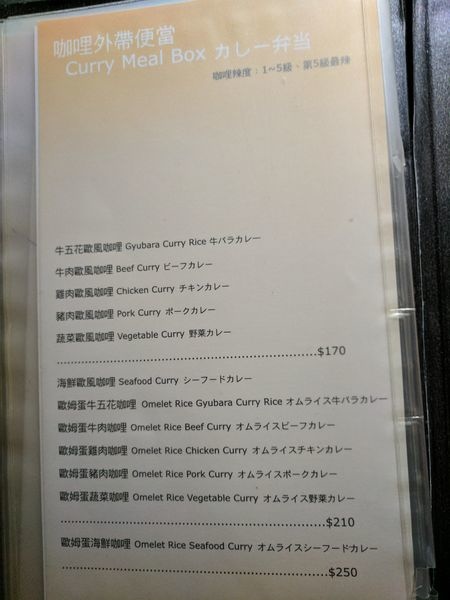 咖哩外帶便當
Curry Meal Box カレー弁当
咖哩辣度：1~5級、第5級最辣
牛五花歐風咖哩 Gyubara Curry Rice 牛バラカレー
牛肉歐風咖哩 Beef Curry ビーフカレー
雞肉歐風咖哩 Chicken Curry チキンカレー
豬肉歐風咖哩 Pork Curry ポークカレー
蔬菜歐風咖哩 Vegetable Curry 野菜カレー
................................................................$170
海鮮歐風咖哩 Seafood Curry シーフードカレー
歐姆蛋牛五花咖哩 Omelet Rice Gyubara Curry Rice オムライス牛バラカレー
歐姆蛋牛肉咖哩 Omelet Rice Beef Curry オムライスビーフカレー
歐姆蛋雞肉咖哩 Omelet Rice Chicken Curry オムライスチキンカレー
歐姆蛋豬肉咖哩 Omelet Rice Pork Curry オムライスポークカレー
歐姆蛋蔬菜咖哩 Omelet Rice Vegetable Curry オムライス野菜カレー
................................................................$210
歐姆蛋海鮮咖哩 Omelet Rice Seafood Curry オムライスシーフードカレー
................................................................$250